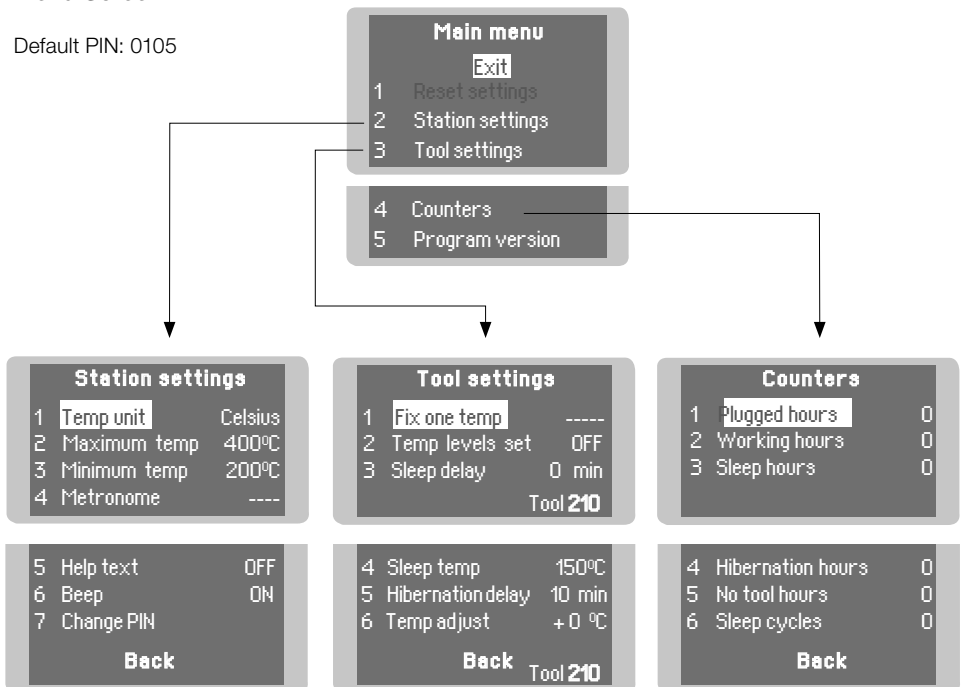 Default PIN: 0105
Main menu
Exit
1 Reset settings
2 Station settings
3 Tool settings
4 Counters
5 Program version
Station settings
1 Temp unit Celsius
2 Maximum temp 400ºC
3 Minimum temp 200ºC
4 Metronome ----
5 Help text OFF
6 Beep ON
7 Change PIN
Back
Tool settings
1 Fix one temp -----
2 Temp levels set OFF
3 Sleep delay 0 min
Tool 210
4 Sleep temp 150ºC
5 Hibernation delay 10 min
6 Temp adjust +0 ºC
Back
Tool 210
Counters
1 Plugged hours 0
2 Working hours 0
3 Sleep hours 0
4 Hibernation hours 0
5 No tool hours 0
6 Sleep cycles 0
Back